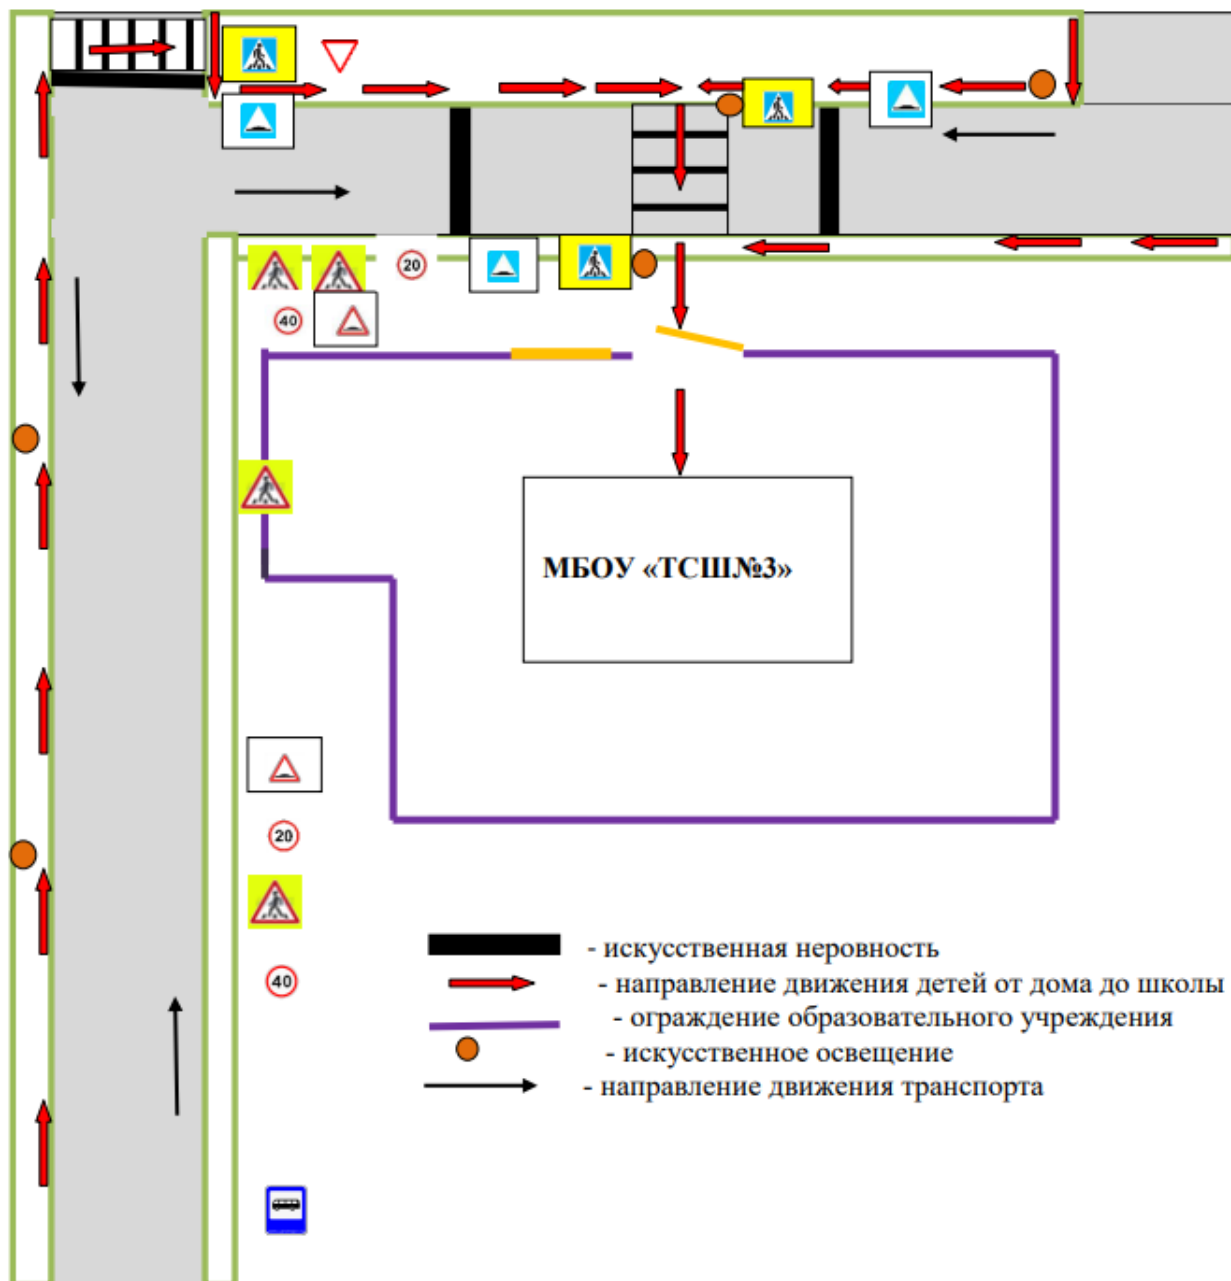 20
40
МБОУ «ТСШ№3»
20
40
- искусственная неровность
- направление движения детей от дома до школы
- ограждение образовательного учреждения
- искусственное освещение
- направление движения транспорта